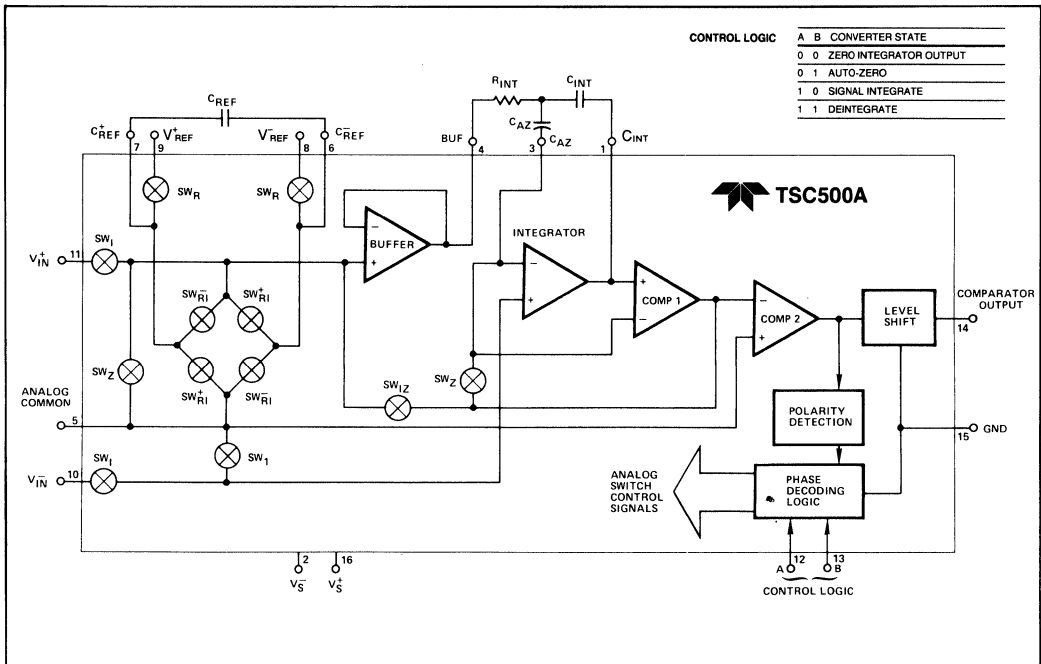 CONTROL LOGIC
A B CONVERTER STATE
0 0 ZERO INTEGRATOR OUTPUT
0 1 AUTO-ZERO
1 0 SIGNAL INTEGRATE
1 1 DEINTEGRATE
RINT
CINT
CREF
CAZ
C+REF
V+REF
V-REF
C-REF
BUF
CAZ
CINT
7
9
8
6
4
3
1
SWR
SWR
TSC500A
BUFFER
-
+
INTEGRATOR
-
+
COMP 1
+
-
COMP 2
-
+
LEVEL
SHIFT
COMPARATOR
OUTPUT
14
V+IN
11
SWI
SW-RI
SW+RI
SWZ
SW+RI
SW-RI
SWIZ
SWZ
ANALOG
COMMON
5
SW1
V-IN
10
SWI
POLARITY
DETECTION
GND
15
ANALOG
SWITCH
CONTROL
SIGNALS
PHASE
DECODING
LOGIC
2
16
V-S
V+S
12
13
A
B
CONTROL LOGIC